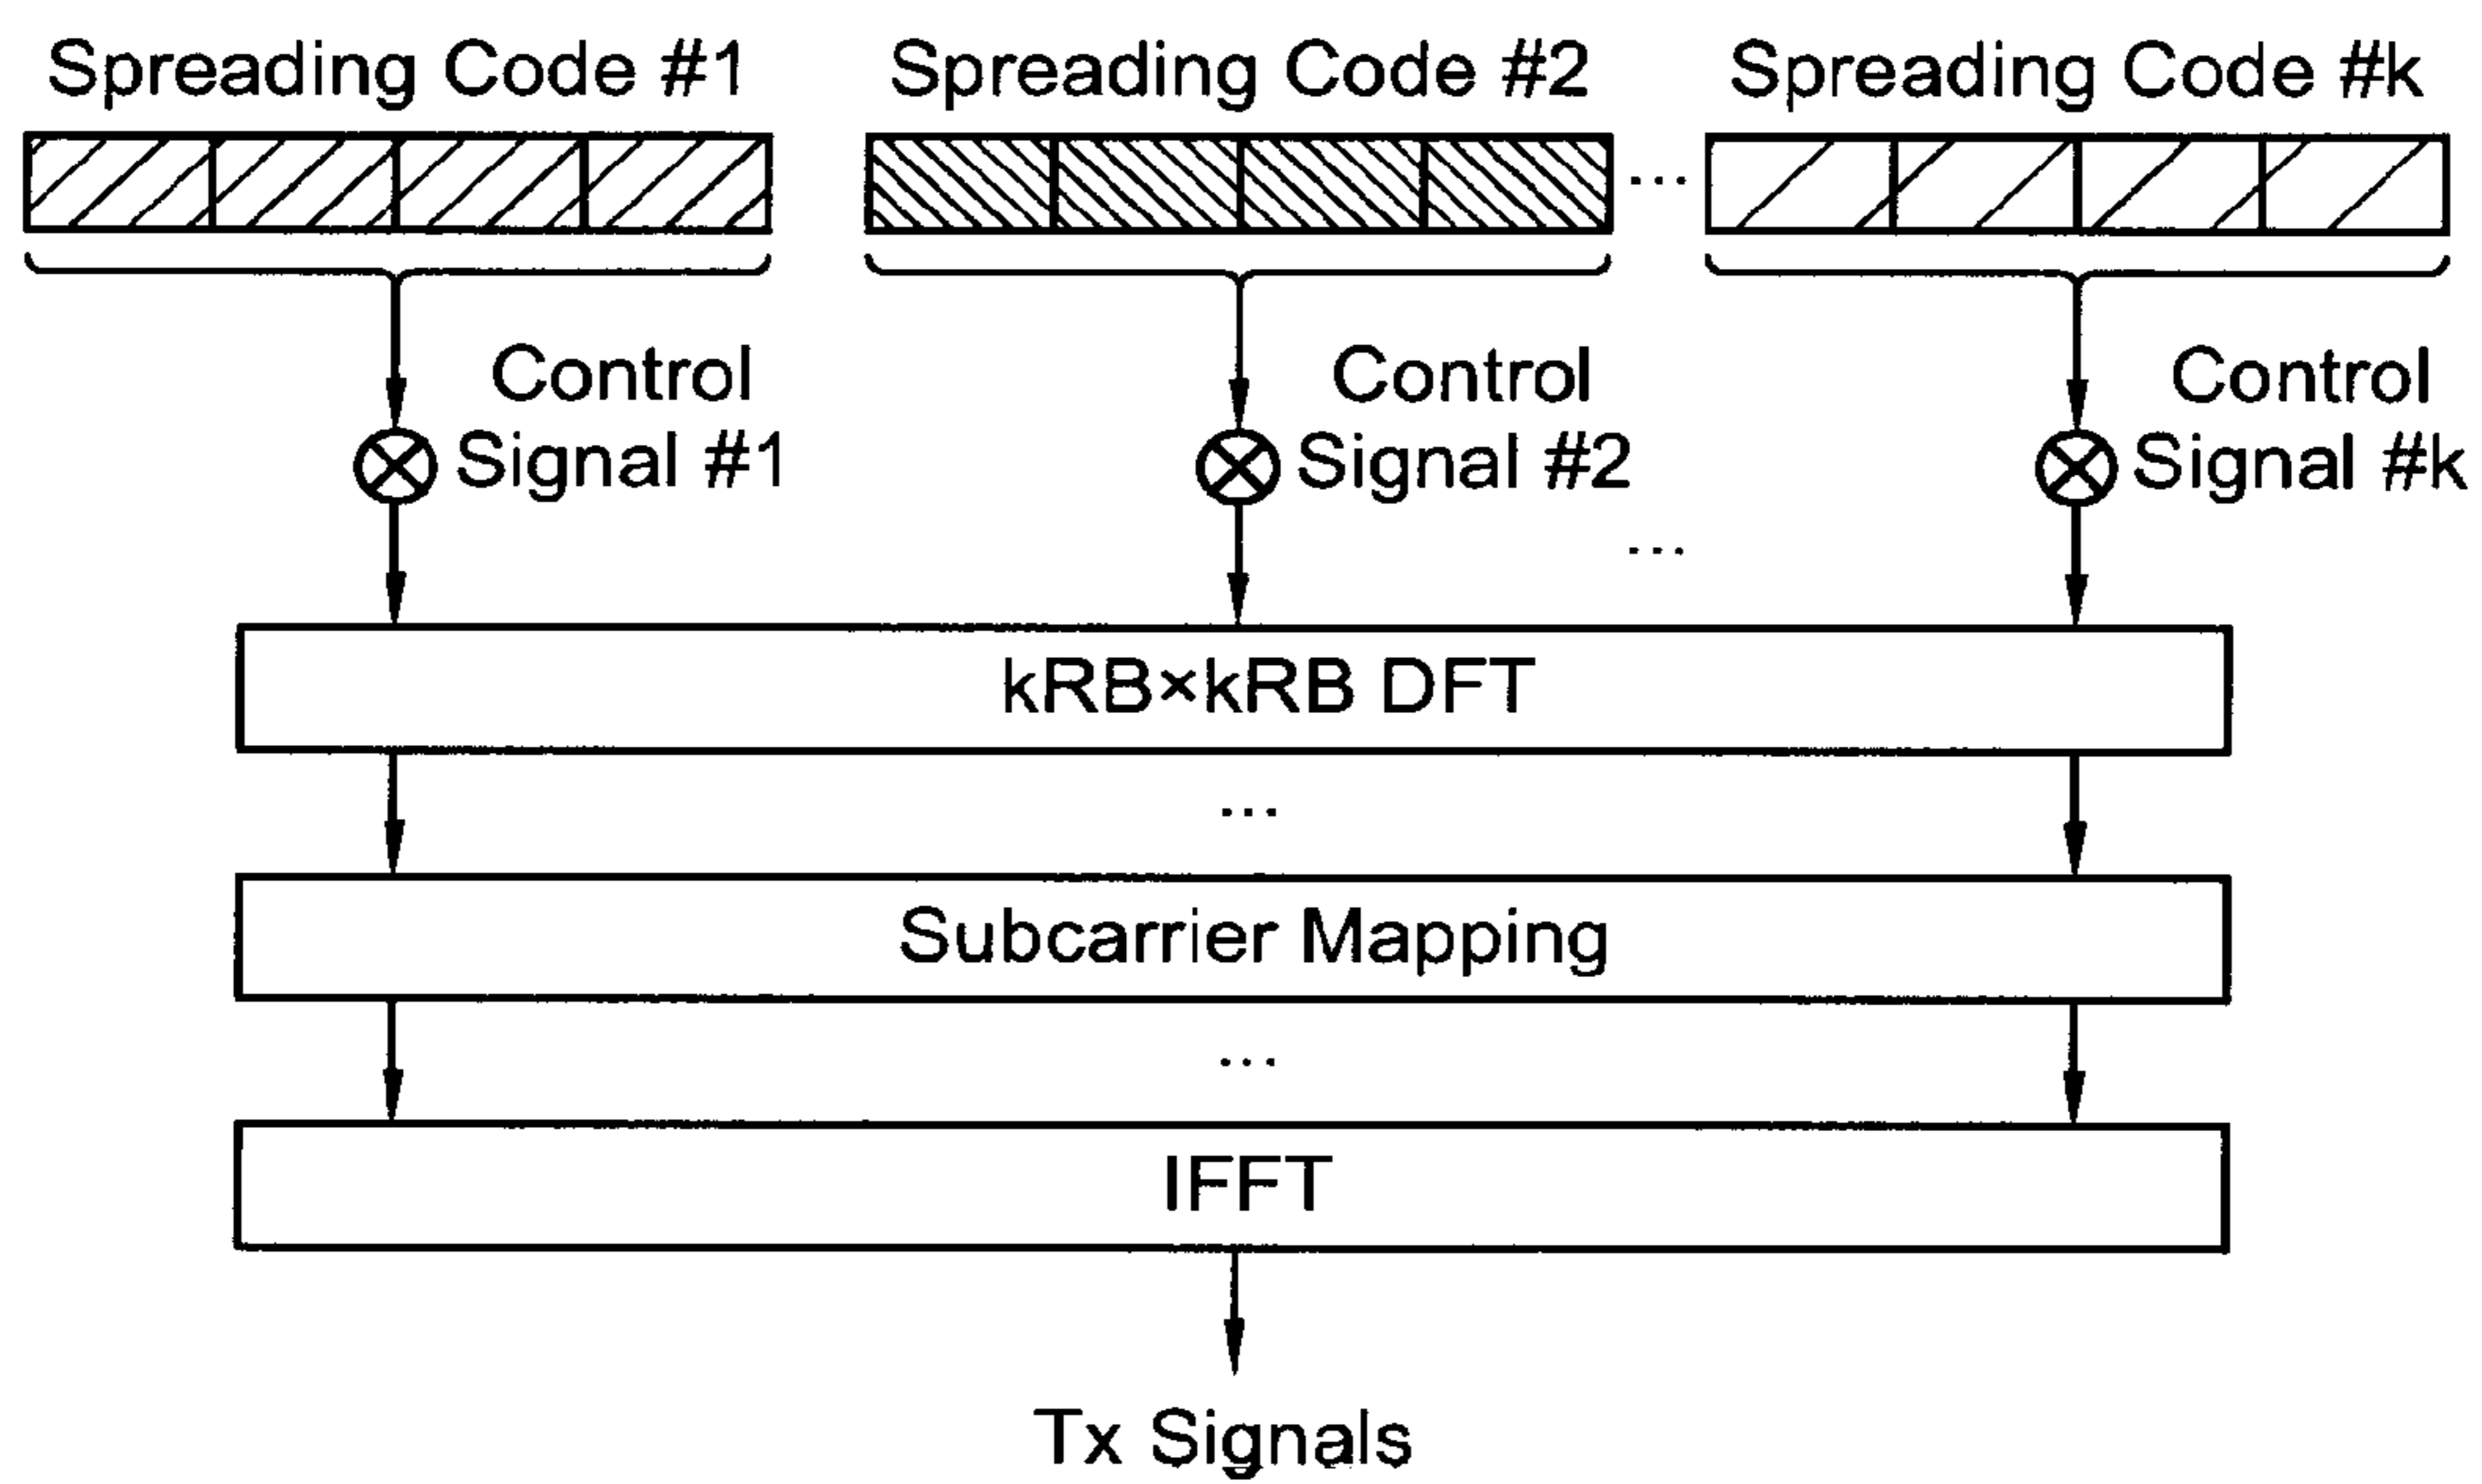 Spreading Code #1
Spreading Code #2
Spreading Code #k
...
Control
Signal #1
Control
Signal #2
Control
Signal #k
...
kRB×kRB DFT
...
Subcarrier Mapping
...
IFFT
Tx Signals